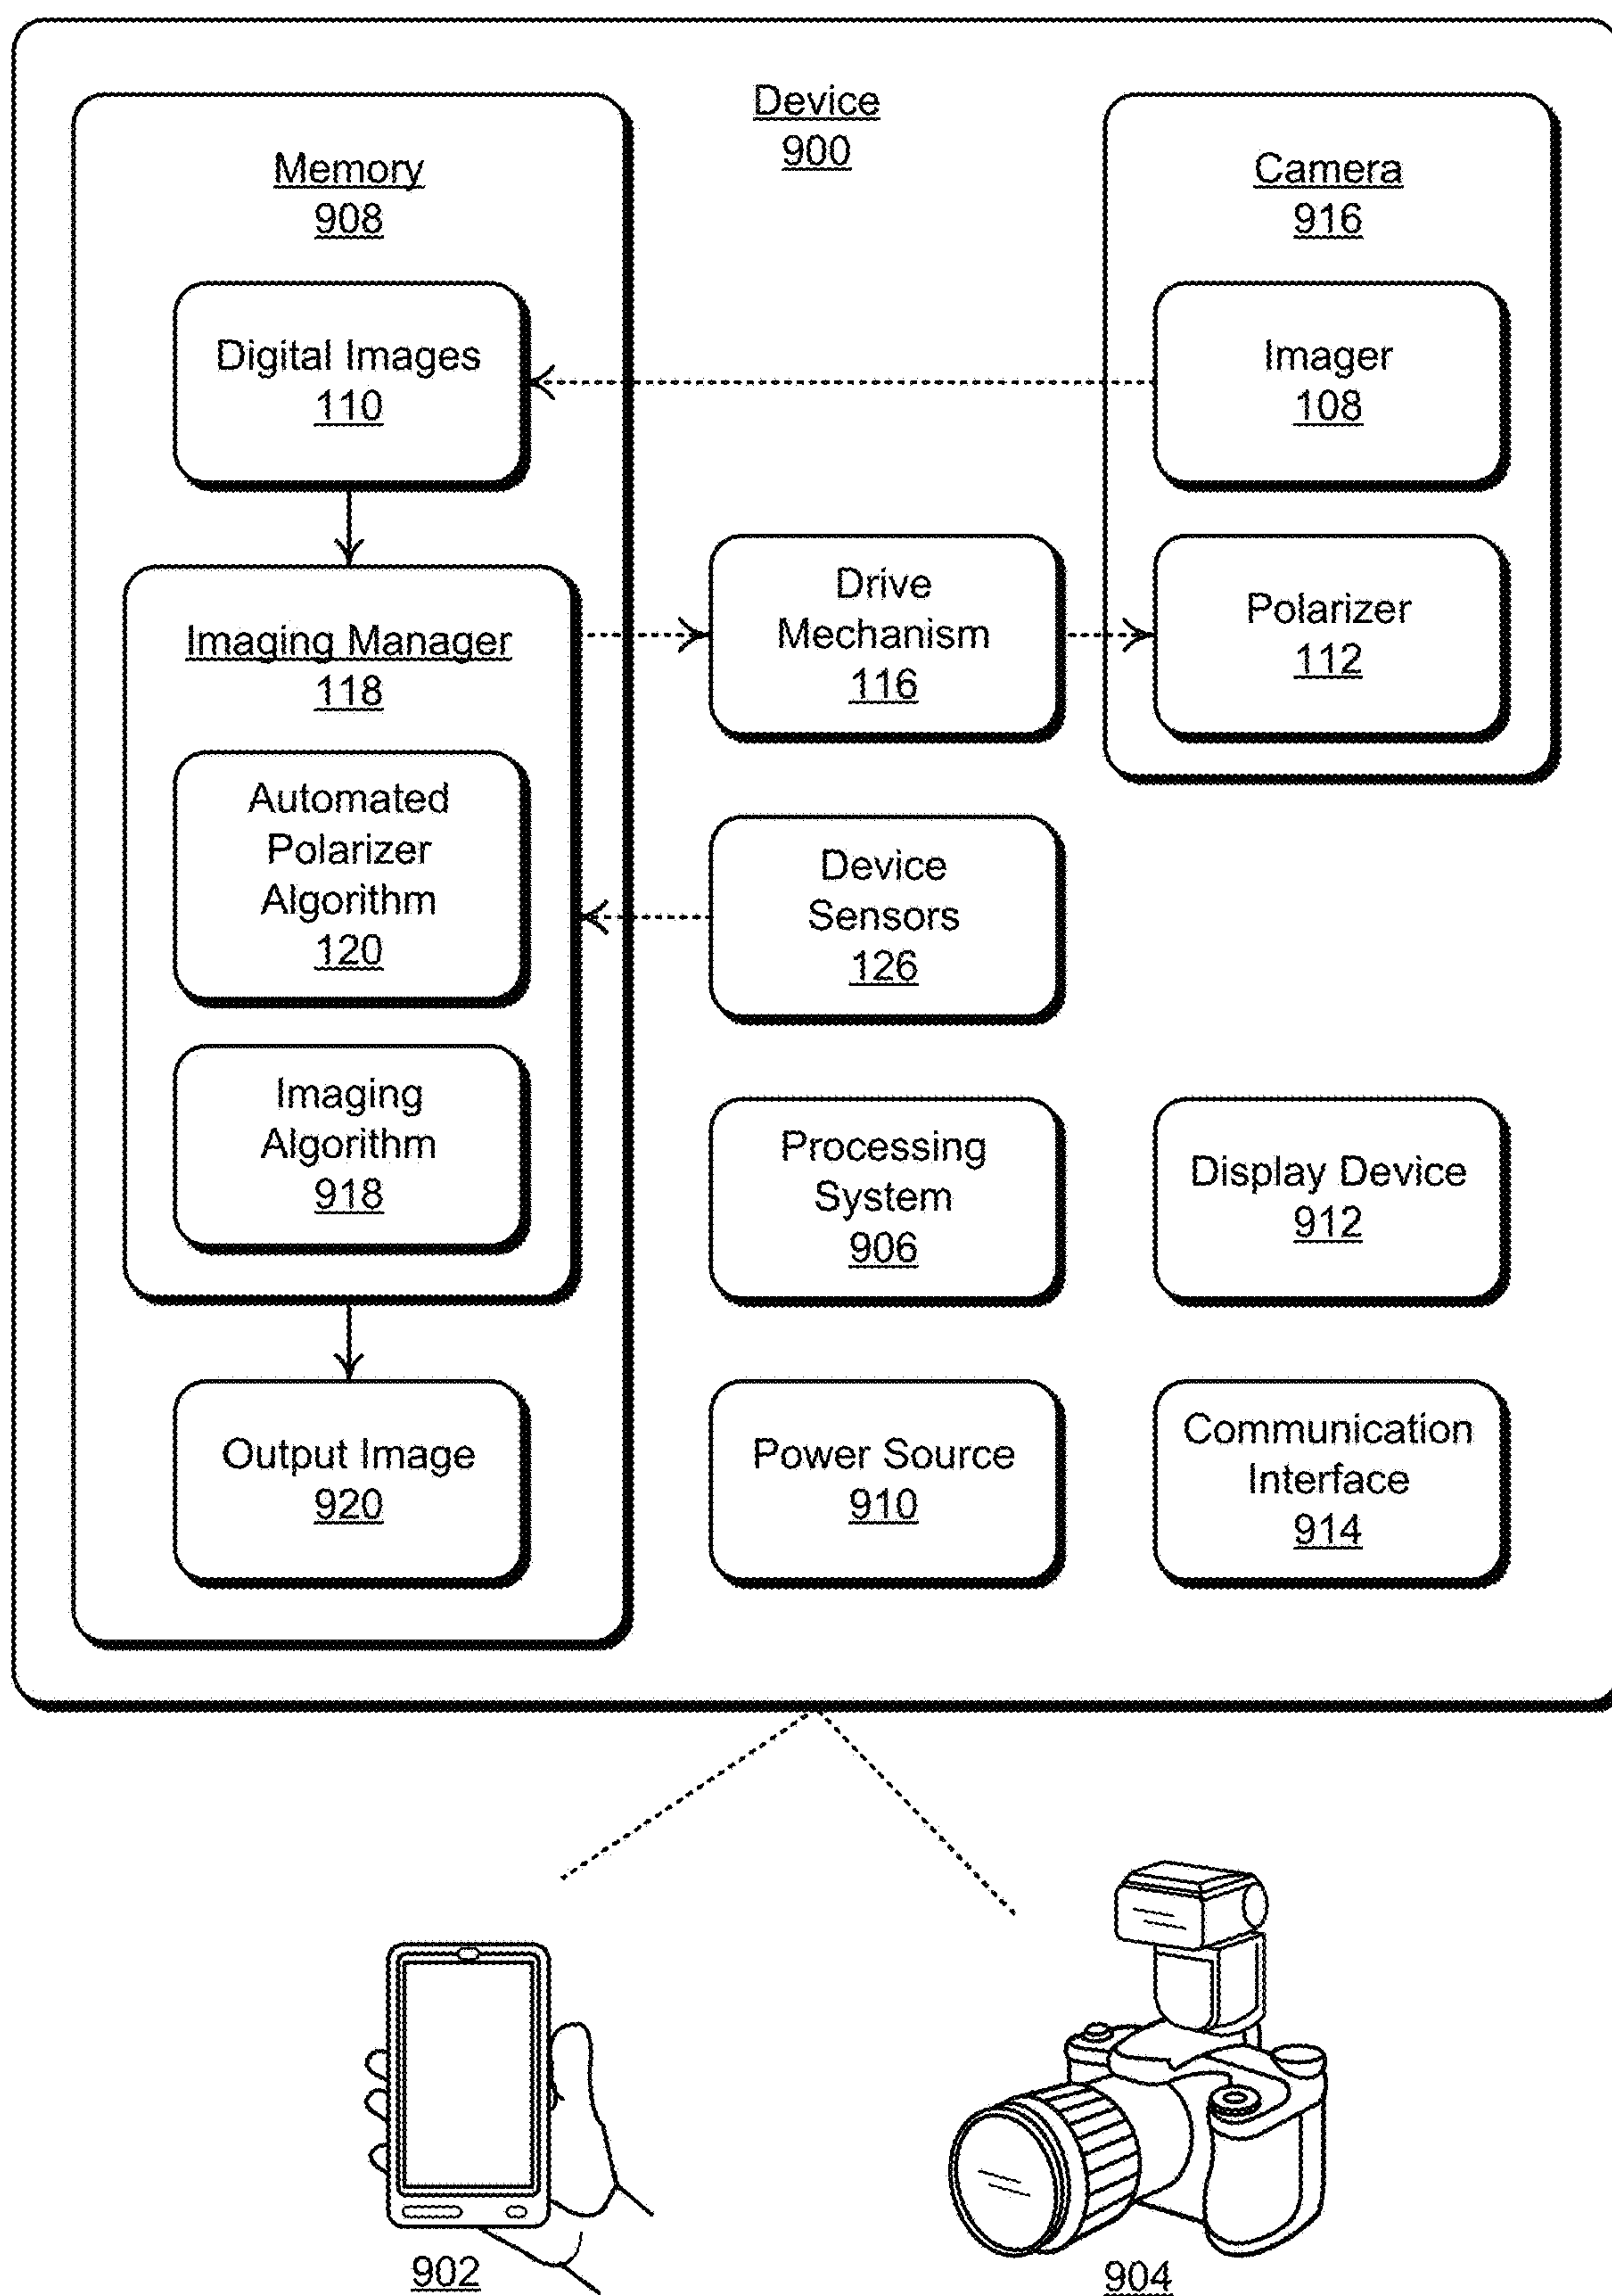 Device
900
Memory
908
Digital Images
110
Imaging Manager
118
Automated
Polarizer
Algorithm
120
Imaging
Algorithm
918
Output Image
920
Camera
916
Imager
108
Drive
Mechanism
116
Polarizer
112
Device
Sensors
126
Processing
System
906
Display Device
912
Power Source
910
Communication
Interface
914
902
904